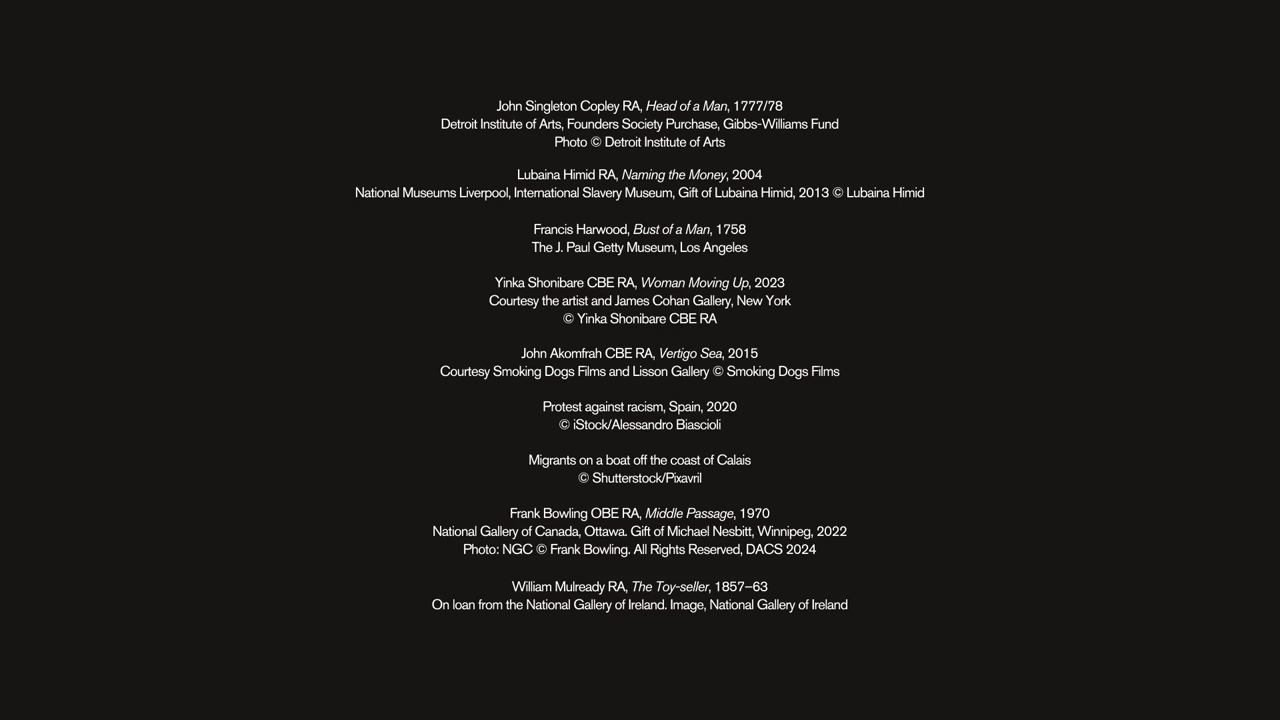 John Singleton Copley RA, Head of a Man, 1777/78
Detroit Institute of Arts, Founders Society Purchase, Gibbs-Williams Fund
Photo © Detroit Institute of Arts
Lubaina Himid RA, Naming the Money, 2004
National Museums Liverpool, International Slavery Museum, Gift of Lubaina Himid, 2013 © Lubaina Himid
Francis Harwood, Bust of a Man, 1758
The J. Paul Getty Museum, Los Angeles
Yinka Shonibare CBE RA, Woman Moving Up, 2023
Courtesy the artist and James Cohan Gallery, New York
© Yinka Shonibare CBE RA
John Akomfrah CBE RA, Vertigo Sea, 2015
Courtesy Smoking Dogs Films and Lisson Gallery © Smoking Dogs Films
Protest against racism, Spain, 2020
© iStock/Alessandro Biascioli
Migrants on a boat off the coast of Calais
© Shutterstock/Pixavril
Frank Bowling OBE RA, Middle Passage, 1970
National Gallery of Canada, Ottawa. Gift of Michael Nesbitt, Winnipeg, 2022
Photo: NGC © Frank Bowling. All Rights Reserved, DACS 2024
William Mulready RA, The Toy-seller, 1857–63
On loan from the National Gallery of Ireland. Image, National Gallery of Ireland